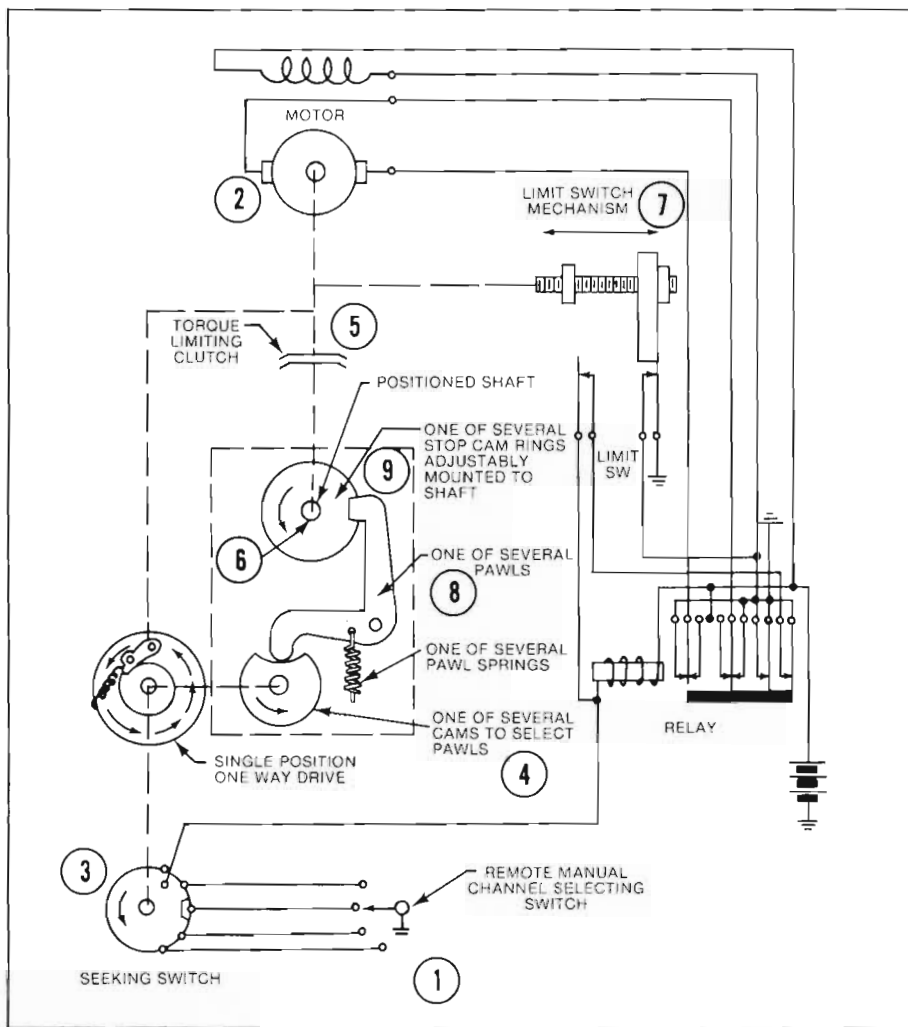 MOTOR
2
LIMIT SWITCH
MECHANISM
7
TORQUE
LIMITING
CLUTCH
5
POSITIONED SHAFT
ONE OF SEVERAL
STOP CAM RINGS
ADJUSTABLY
MOUNTED TO
SHAFT
9
LIMIT
SW
6
ONE OF SEVERAL
PAWLS
8
ONE OF SEVERAL
PAWL SPRINGS
RELAY
ONE OF SEVERAL
CAMS TO SELECT
PAWLS
SINGLE POSITION
ONE WAY DRIVE
4
3
REMOTE MANUAL
CHANNEL SELECTING
SWITCH
SEEKING SWITCH
1